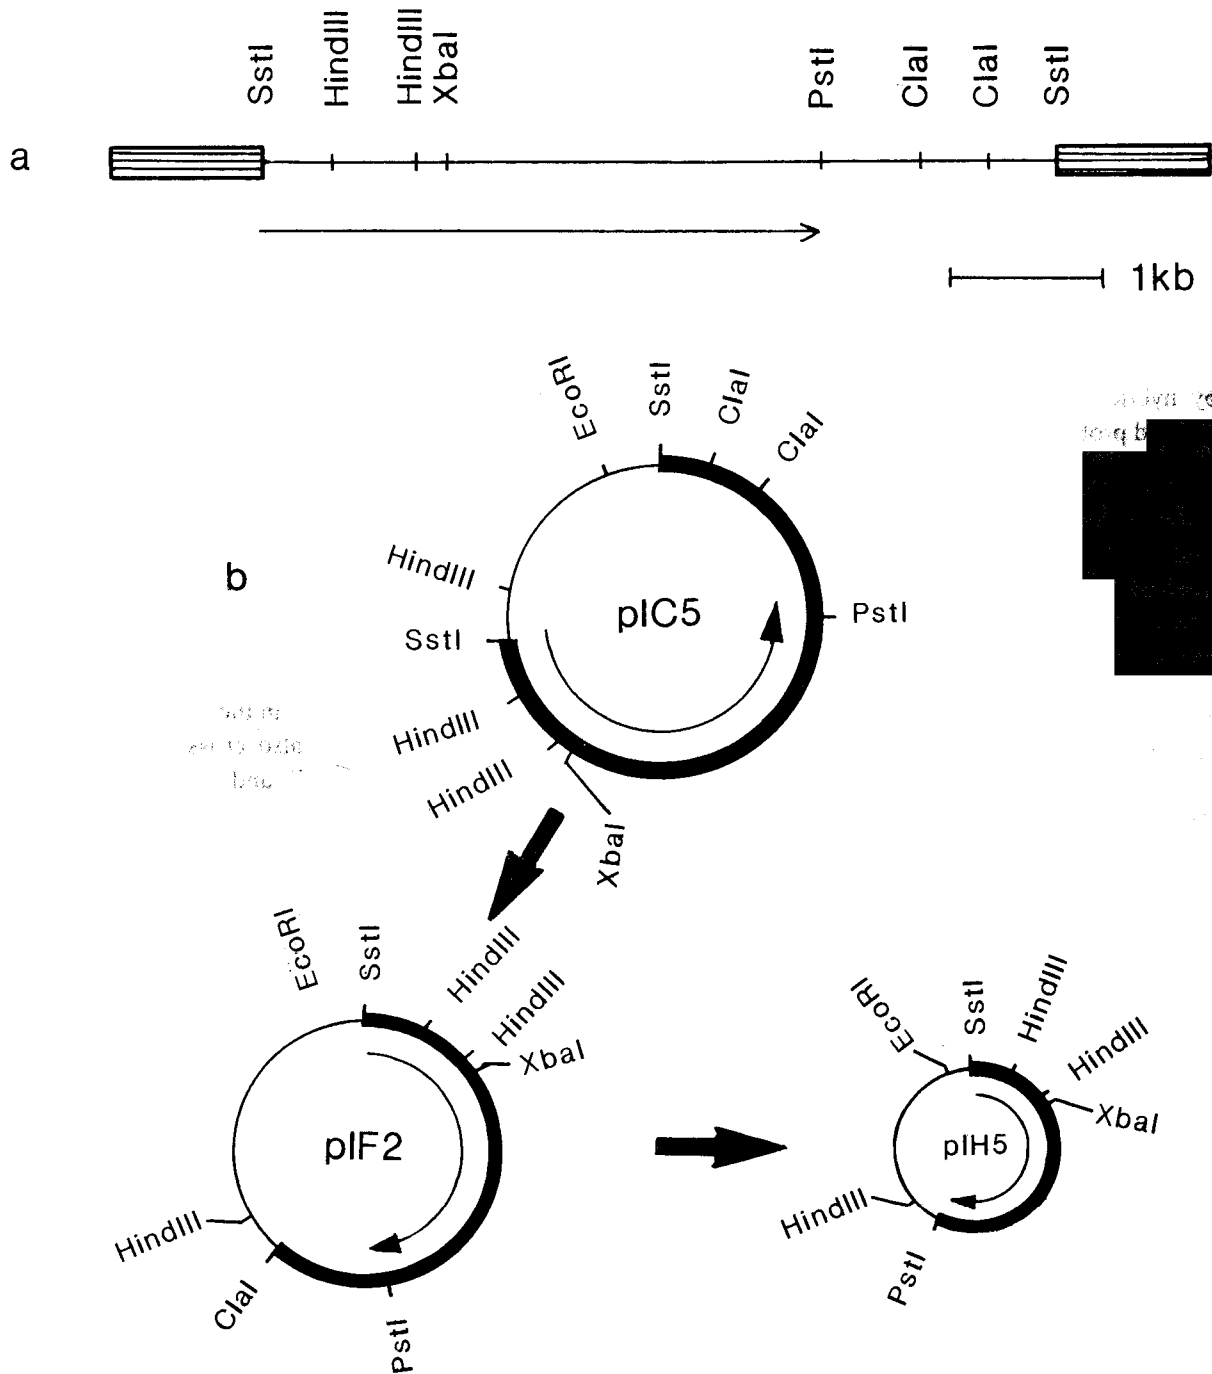 SstI HindIII HindIII XbaI PstI ClaI ClaI SstI
a
1kb
b
EcoRI SstI ClaI ClaI
HindIII
pIC5
PstI
SstI
HindIII
HindIII
XbaI
EcoRI SstI HindIII HindIII
XbaI
pIF2
HindIII
ClaI
PstI
EcoRI SstI HindIII HindIII
XbaI
pIH5
HindIII
PstI